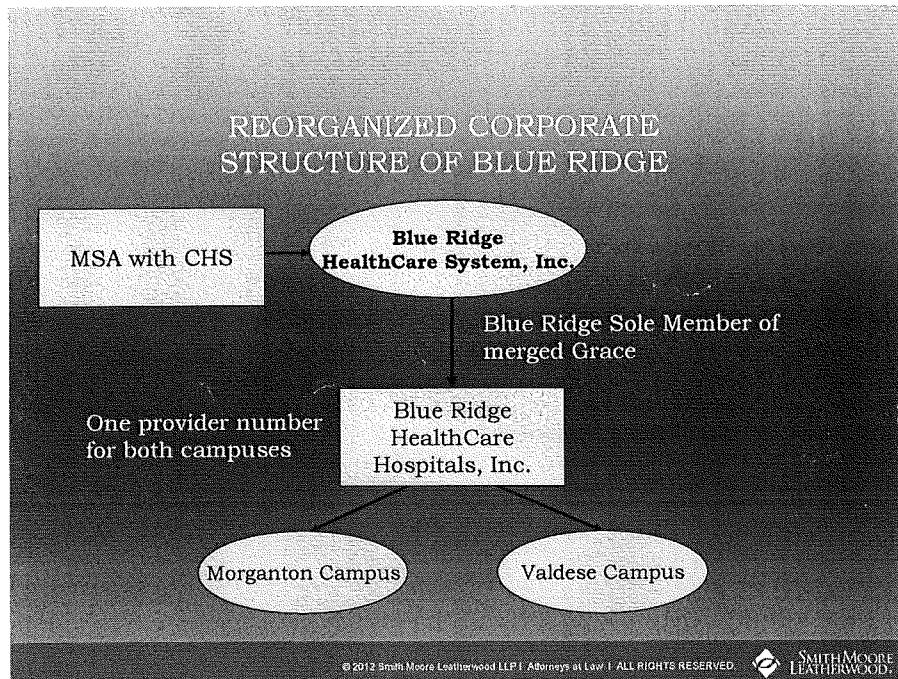 REORGANIZED CORPORATE
STRUCTURE OF BLUE RIDGE
MSA with CHS
Blue Ridge
HealthCare System, Inc.
Blue Ridge Sole Member of
merged Grace
One provider number
for both campuses
Blue Ridge
HealthCare
Hospitals, Inc.
Morganton Campus
Valdese Campus
© 2012 Smith Moore Leatherwood LLP I Attorneys at Law I ALL RIGHTS RESERVED.
SMITH MOORE
LEATHERWOOD